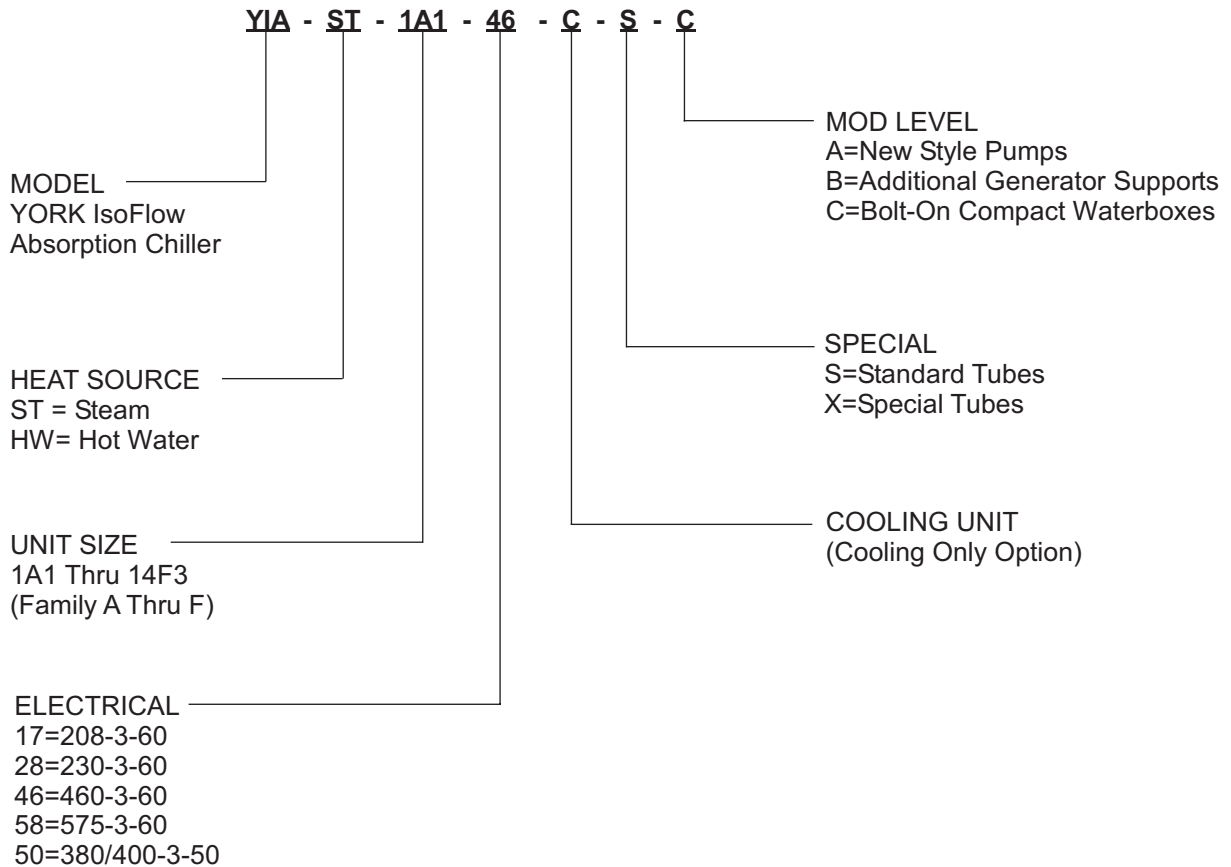 YIA - ST - 1A1 - 46 - C - S - C
MODEL
YORK IsoFlow
Absorption Chiller
HEAT SOURCE
ST = Steam
HW= Hot Water
UNIT SIZE
1A1 Thru 14F3
(Family A Thru F)
ELECTRICAL
17=208-3-60
28=230-3-60
46=460-3-60
58=575-3-60
50=380/400-3-50
MOD LEVEL
A=New Style Pumps
B=Additional Generator Supports
C=Bolt-On Compact Waterboxes
SPECIAL
S=Standard Tubes
X=Special Tubes
COOLING UNIT
(Cooling Only Option)